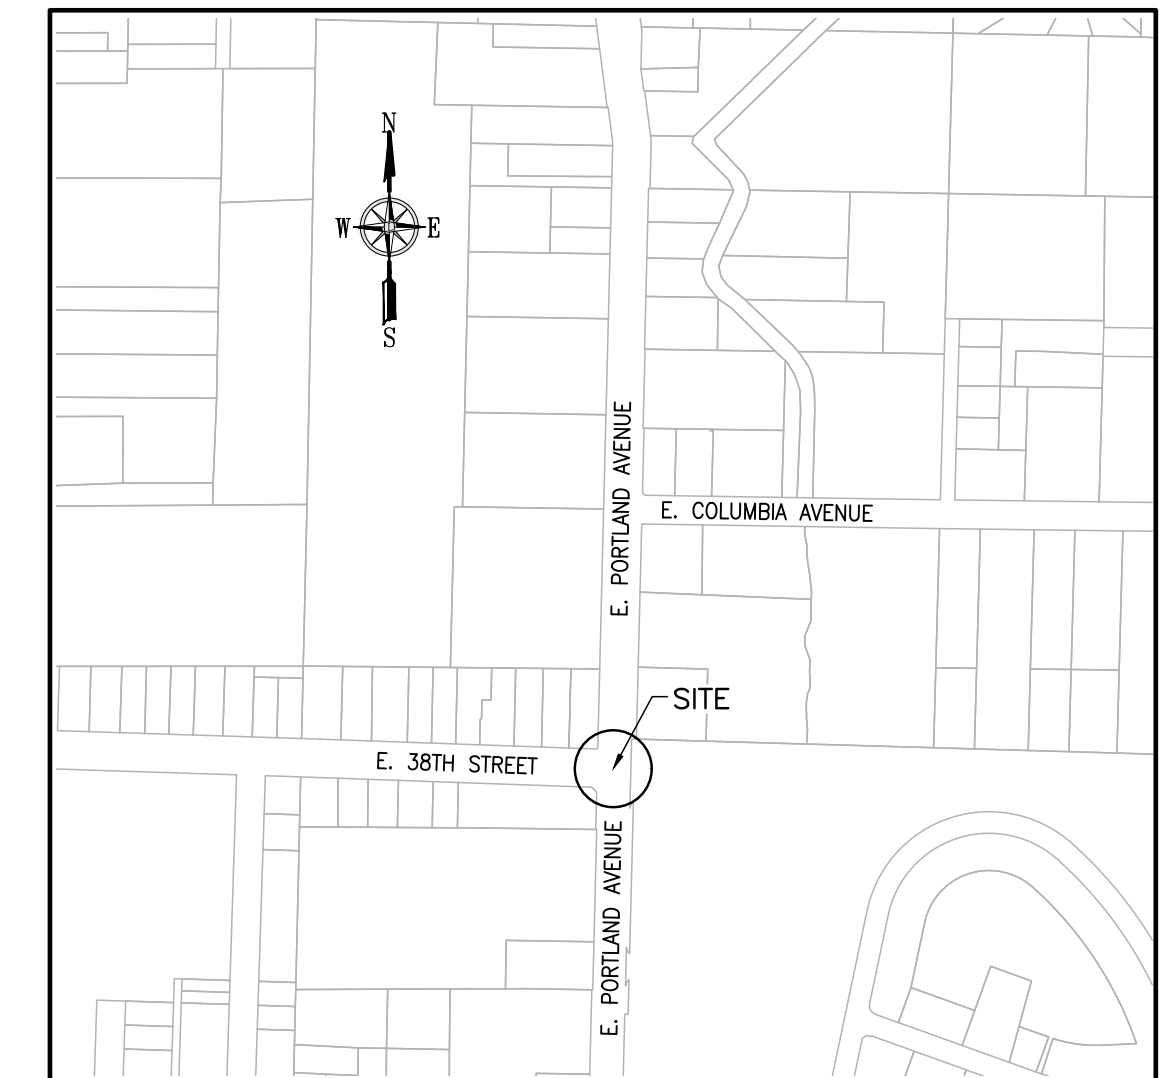 N
W E
S
E. PORTLAND AVENUE
E. COLUMBIA AVENUE
SITE
E. 38TH STREET
E. PORTLAND AVENUE